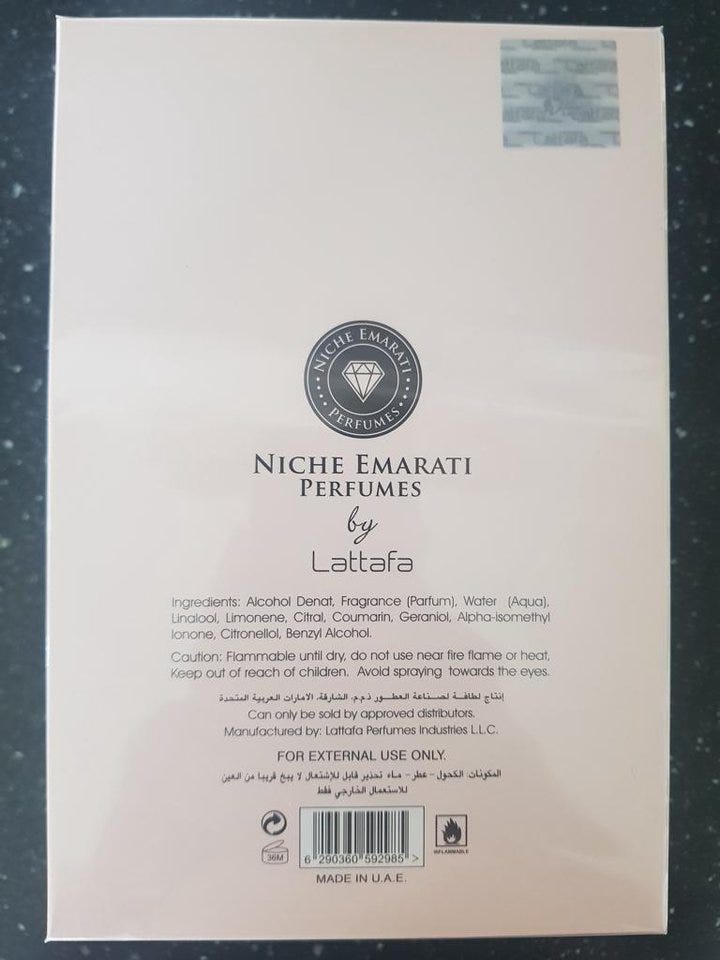 NICHE EMARATI
PERFUMES
NICHE EMARATI
PERFUMES
by
Lattafa
Ingredients: Alcohol Denat, Fragrance (Parfum), Water (Aqua),
Linalool, Limonene, Citral, Coumarin, Geraniol, Alpha-isomethyl
Ionone, Citronellol, Benzyl Alcohol.
Caution: Flammable until dry, do not use near fire flame or heat,
Keep out of reach of children. Avoid spraying towards the eyes.
إنتاج لطافة لصناعة العطور ذ.م.م. الشارقة، الامارات العربية المتحدة
Can only be sold by approved distributors.
Manufactured by: Lattafa Perfumes Industries L.L.C.
FOR EXTERNAL USE ONLY.
المكونات: الكحول - عطر - ماء تحذير قابل للإشتعال لا يبخ قريبا من العين
للاستعمال الخارجي فقط
36M
6 290360 592985 >
INFLAMMABLE
MADE IN U.A.E.